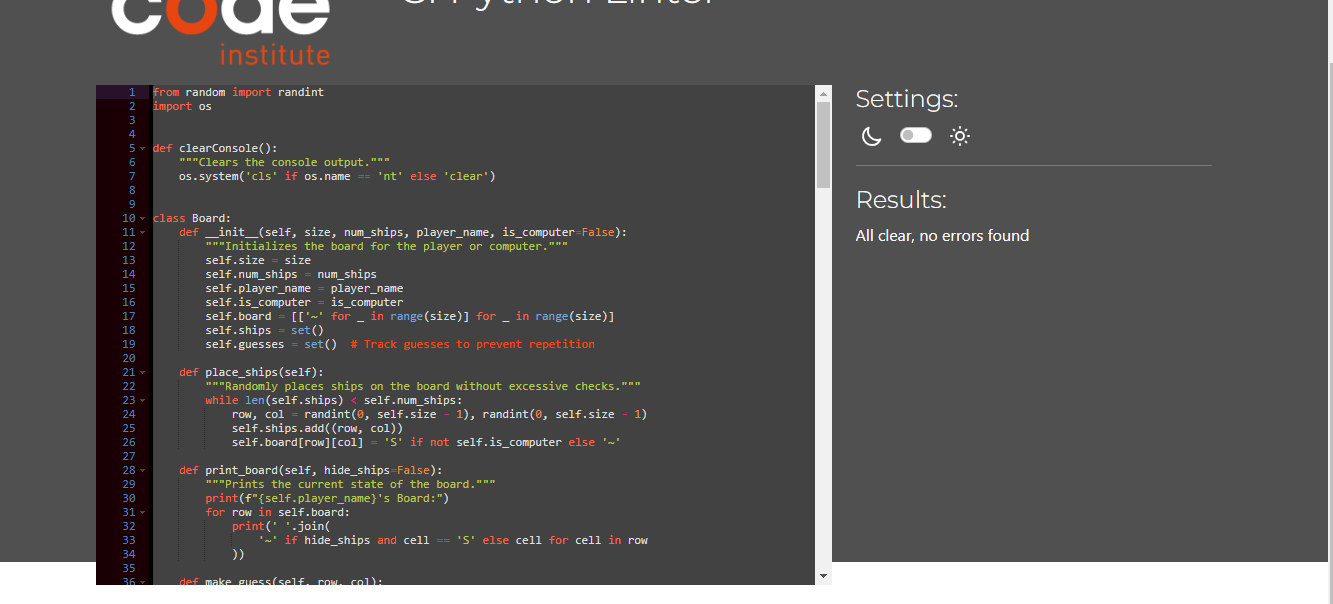 code
institute
CI Python Linter
1 from random import randint
2 import os
3
4
5 def clearConsole():
6     """Clears the console output."""
7     os.system('cls' if os.name == 'nt' else 'clear')
8
9
10 class Board:
11     def __init__(self, size, num_ships, player_name, is_computer=False):
12         """Initializes the board for the player or computer."""
13         self.size = size
14         self.num_ships = num_ships
15         self.player_name = player_name
16         self.is_computer = is_computer
17         self.board = [['~' for _ in range(size)] for _ in range(size)]
18         self.ships = set()
19         self.guesses = set()  # Track guesses to prevent repetition
20
21     def place_ships(self):
22         """Randomly places ships on the board without excessive checks."""
23         while len(self.ships) < self.num_ships:
24             row, col = randint(0, self.size - 1), randint(0, self.size - 1)
25             self.ships.add((row, col))
26             self.board[row][col] = 'S' if not self.is_computer else '~'
27
28     def print_board(self, hide_ships=False):
29         """Prints the current state of the board."""
30         print(f"{self.player_name}'s Board:")
31         for row in self.board:
32             print(' '.join(
33                 '~' if hide_ships and cell == 'S' else cell for cell in row
34             ))
35
36     def make_guess(self, row, col):
Settings:
Results:
All clear, no errors found